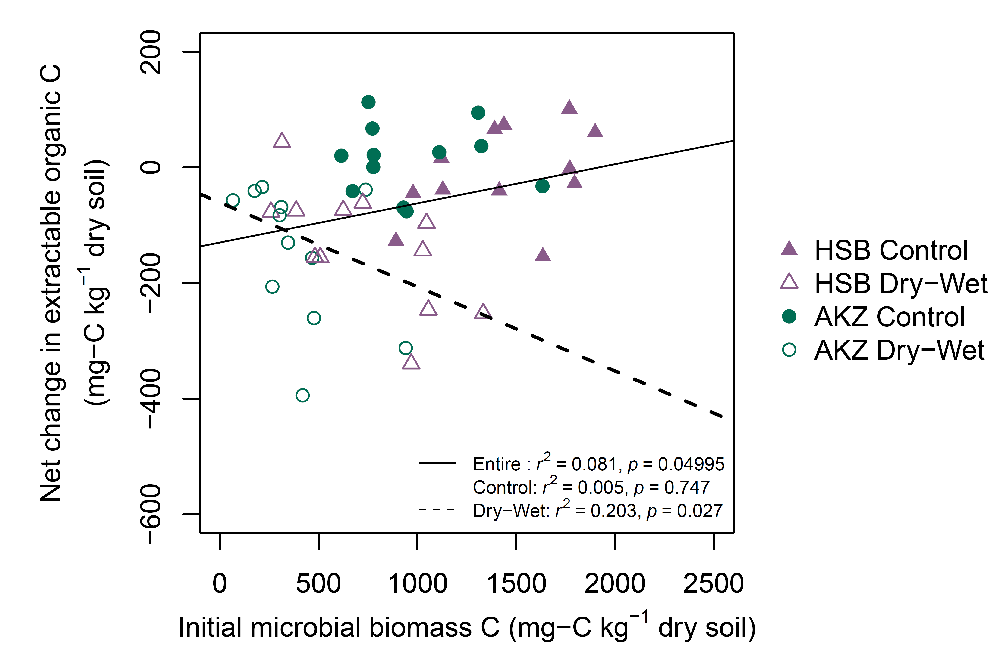 Net change in extractable organic C
(mg−C kg⁻¹ dry soil)
200
0
−200
−400
−600
0 500 1000 1500 2000 2500
Initial microbial biomass C (mg−C kg⁻¹ dry soil)
Entire : r² = 0.081, p = 0.04995
Control: r² = 0.005, p = 0.747
Dry−Wet: r² = 0.203, p = 0.027
HSB Control
HSB Dry−Wet
AKZ Control
AKZ Dry−Wet